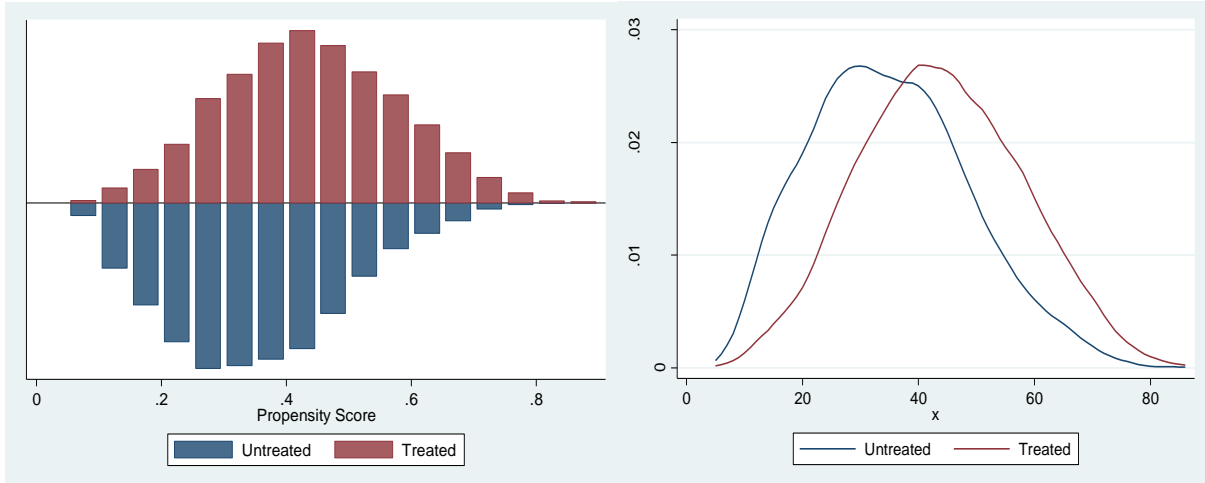 0 .2 .4 .6 .8
Propensity Score
Untreated Treated
.03
.02
.01
0
0 20 40 60 80
x
Untreated Treated